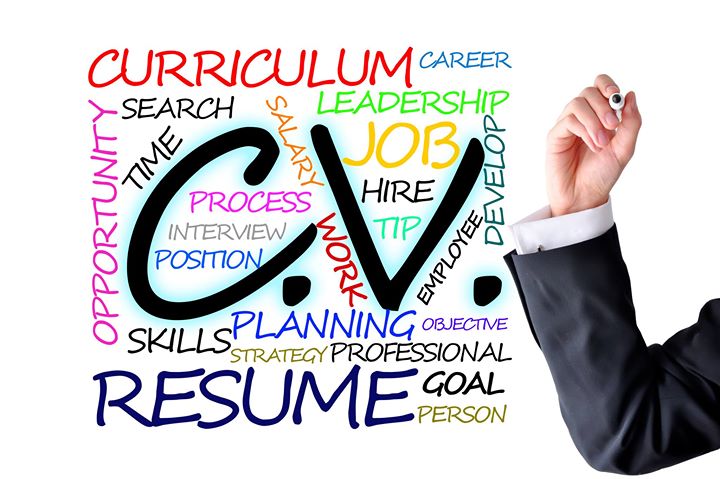 CURRICULUM
CAREER
SEARCH
SALARY
LEADERSHIP
OPPORTUNITY
TIME
JOB
DEVELOP
C.V.
PROCESS
HIRE
INTERVIEW
TIP
POSITION
WORK
EMPLOYEE
SKILLS
PLANNING
OBJECTIVE
STRATEGY
PROFESSIONAL
RESUME
GOAL
PERSON